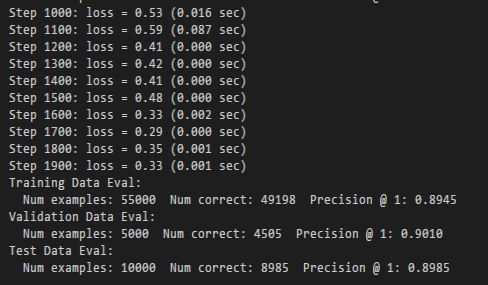 Step 1000: loss = 0.53 (0.016 sec)
Step 1100: loss = 0.59 (0.087 sec)
Step 1200: loss = 0.41 (0.000 sec)
Step 1300: loss = 0.42 (0.000 sec)
Step 1400: loss = 0.41 (0.000 sec)
Step 1500: loss = 0.48 (0.000 sec)
Step 1600: loss = 0.33 (0.002 sec)
Step 1700: loss = 0.29 (0.000 sec)
Step 1800: loss = 0.35 (0.001 sec)
Step 1900: loss = 0.33 (0.001 sec)
Training Data Eval:
  Num examples: 55000  Num correct: 49198  Precision @ 1: 0.8945
Validation Data Eval:
  Num examples: 5000  Num correct: 4505  Precision @ 1: 0.9010
Test Data Eval:
  Num examples: 10000  Num correct: 8985  Precision @ 1: 0.8985